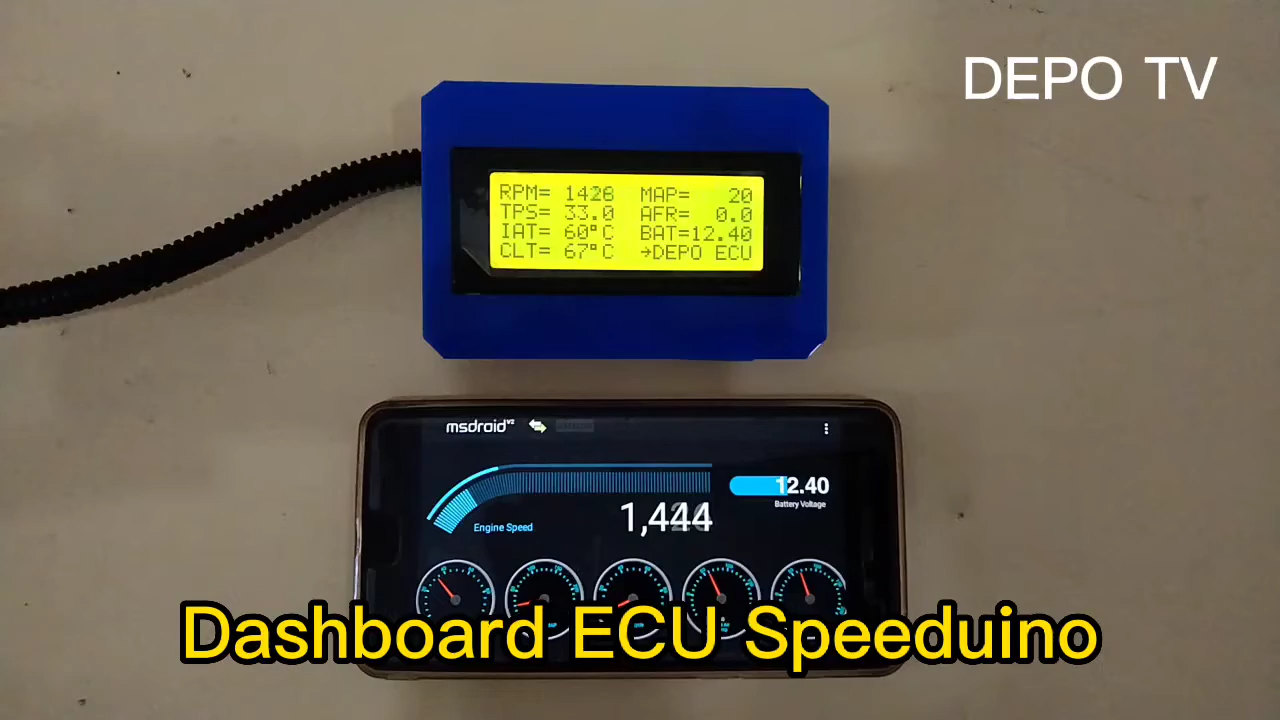 DEPO TV
RPM= 1428 MAP= 20
TPS= 33.0 AFR= 0.0
IAT= 60°C BAT=12.40
CLT= 67°C →DEPO ECU
msdroid V2
12.40
Battery Voltage
1,444
Engine Speed
Dashboard ECU Speeduino